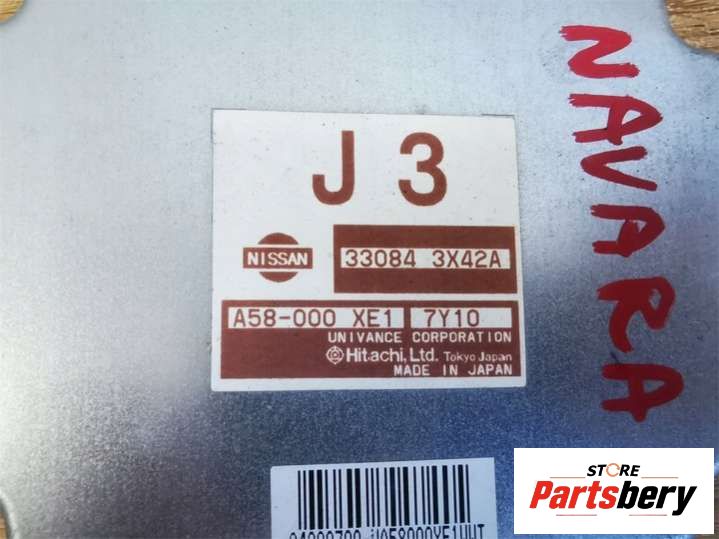 J 3
NISSAN
33084 3X42A
A58-000 XE1 7Y10
UNIVANCE CORPORATION
Hitachi, Ltd. Tokyo Japan
MADE IN JAPAN
NAVARA
STORE
Partsbery